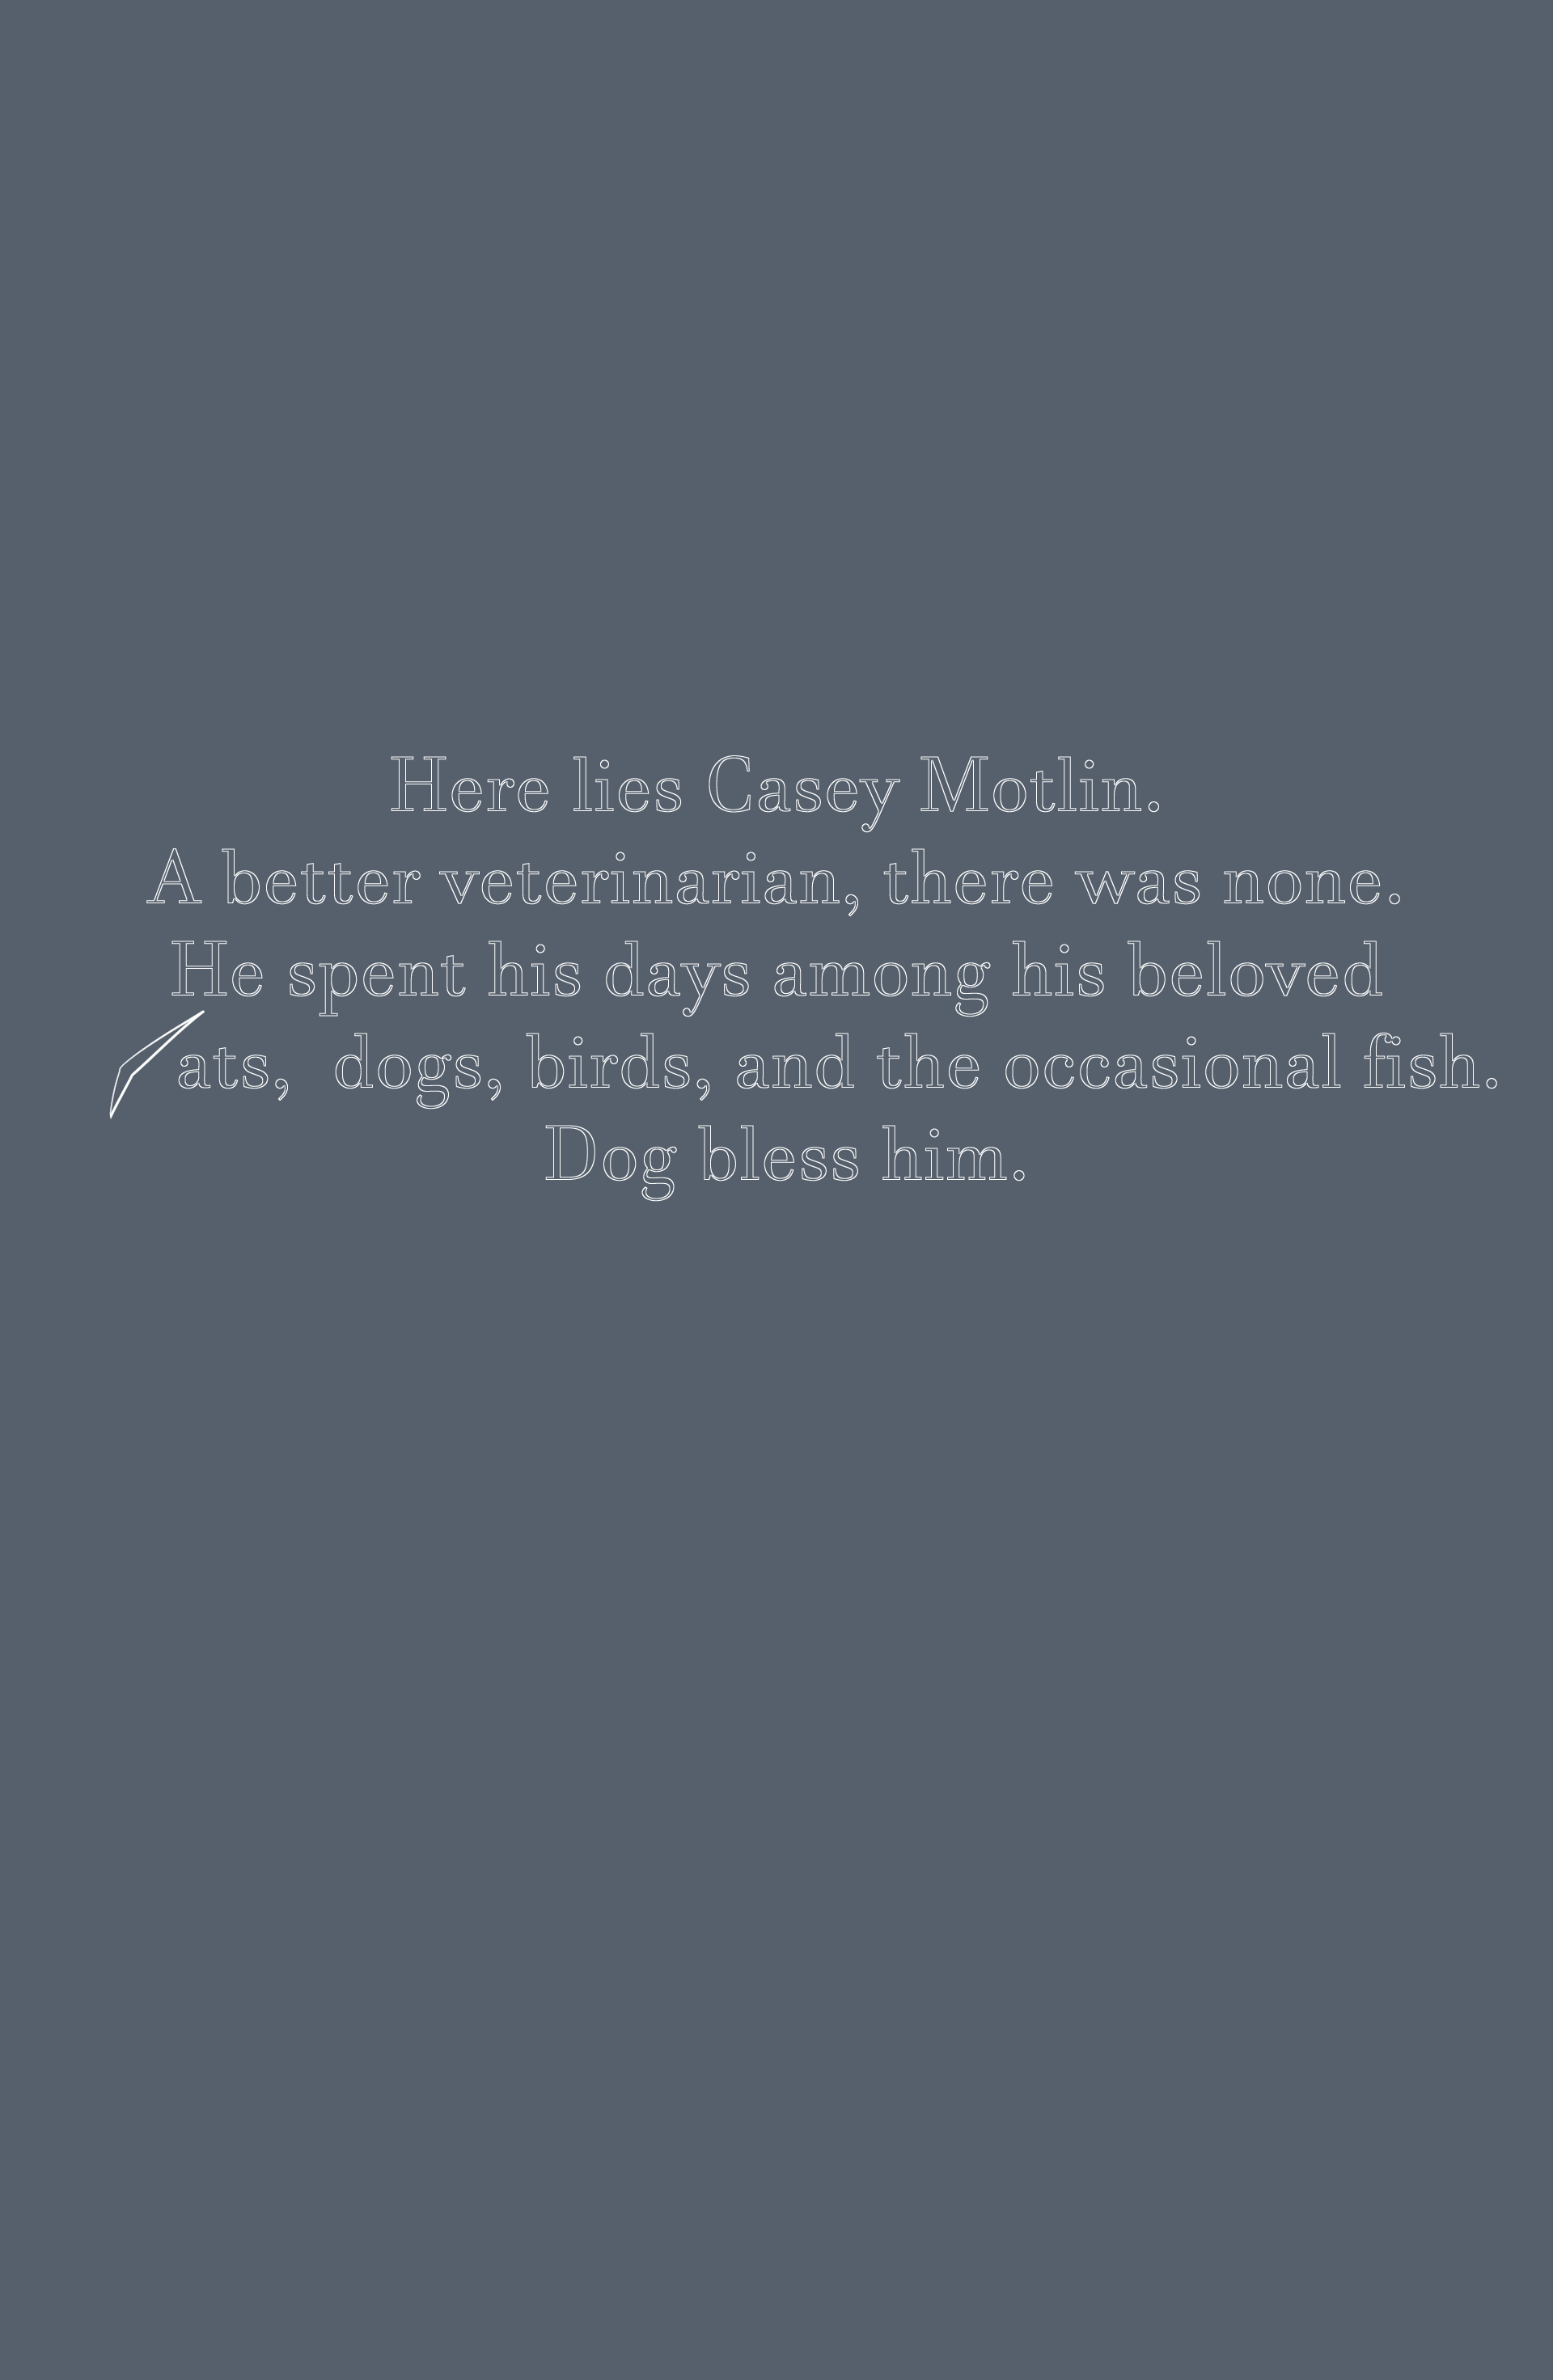 Here lies Casey Motlin.
A better veterinarian, there was none.
He spent his days among his beloved
ats, dogs, birds, and the occasional fish.
Dog bless him.